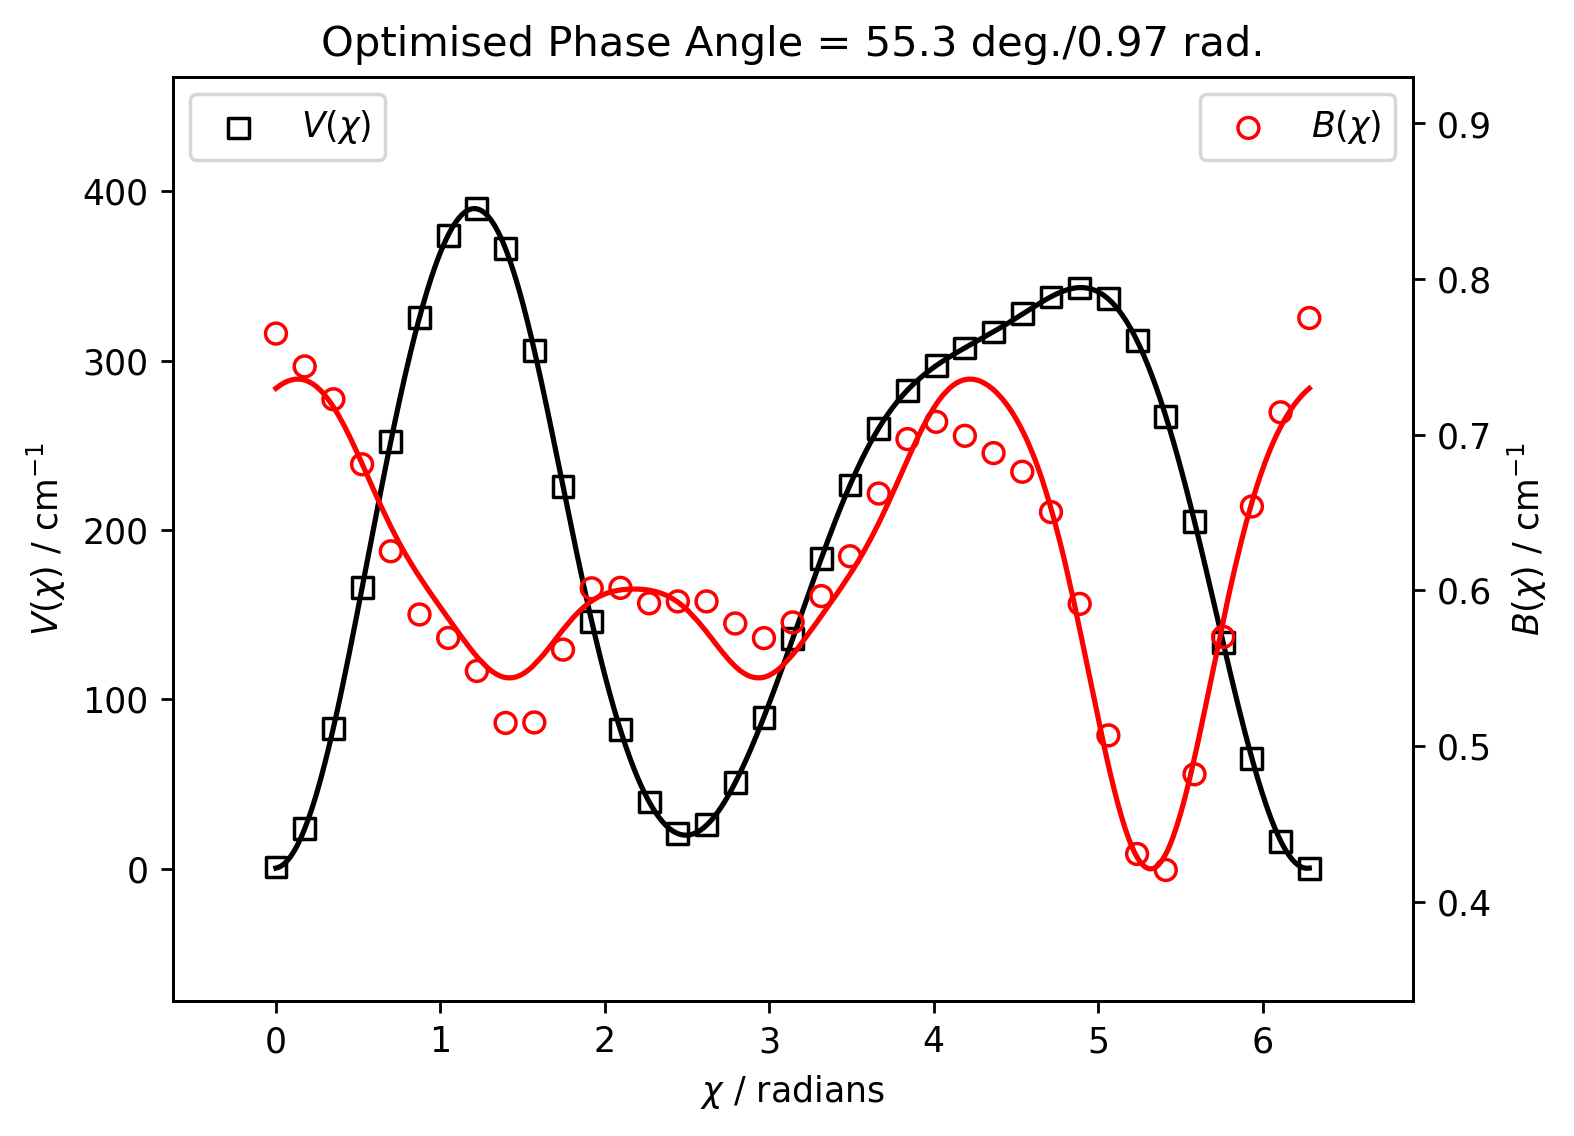 Optimised Phase Angle = 55.3 deg./0.97 rad.
V(χ)
B(χ)
400
300
200
100
0
V(χ) / cm⁻¹
0.9
0.8
0.7
0.6
0.5
0.4
B(χ) / cm⁻¹
0 1 2 3 4 5 6
χ / radians